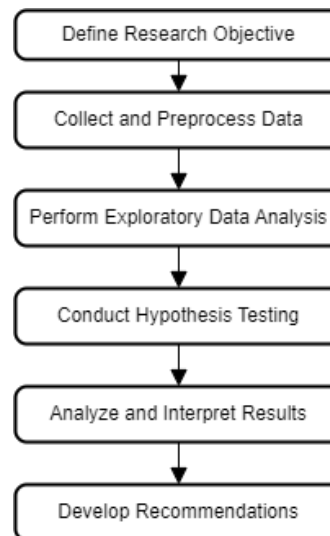 Define Research Objective
Collect and Preprocess Data
Perform Exploratory Data Analysis
Conduct Hypothesis Testing
Analyze and Interpret Results
Develop Recommendations